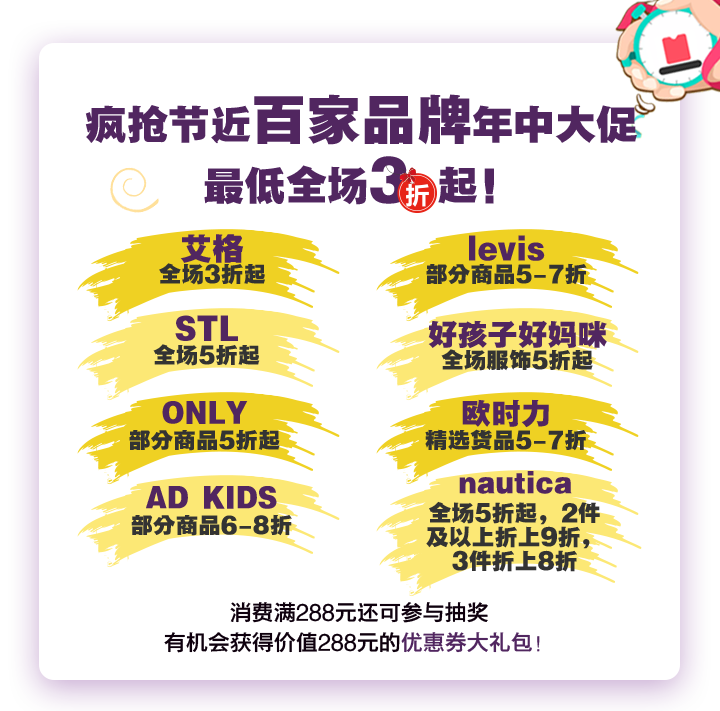 疯抢节近百家品牌年中大促
最低全场3折起!
艾格
全场3折起
levis
部分商品5-7折
STL
全场5折起
好孩子好妈咪
全场服饰5折起
ONLY
部分商品5折起
欧时力
精选货品5-7折
AD KIDS
部分商品6-8折
nautica
全场5折起，2件
及以上折上9折，
3件折上8折
消费满288元还可参与抽奖
有机会获得价值288元的优惠券大礼包！